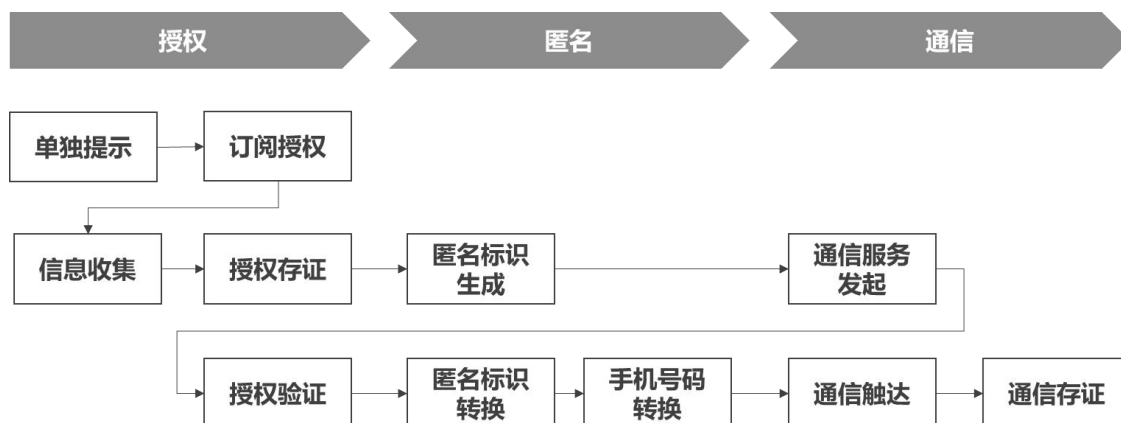 授权
匿名
通信
单独提示
订阅授权
信息收集
授权存证
匿名标识
生成
通信服务
发起
授权验证
匿名标识
转换
手机号码
转换
通信触达
通信存证